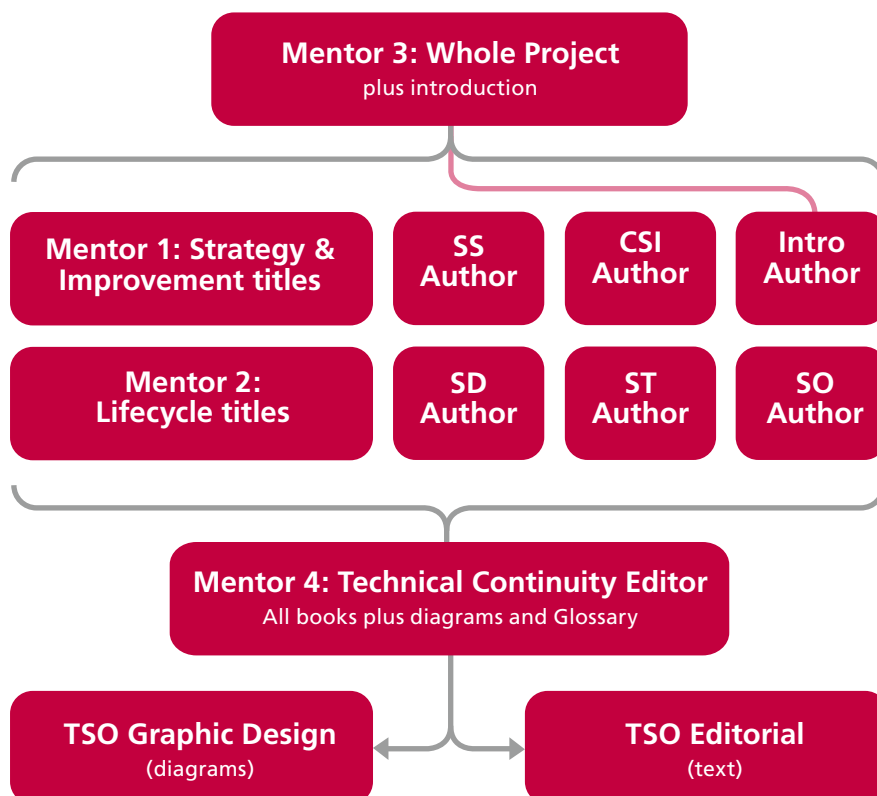 Mentor 3: Whole Project
plus introduction
Mentor 1: Strategy &
Improvement titles
SS
Author
CSI
Author
Intro
Author
Mentor 2:
Lifecycle titles
SD
Author
ST
Author
SO
Author
Mentor 4: Technical Continuity Editor
All books plus diagrams and Glossary
TSO Graphic Design
(diagrams)
TSO Editorial
(text)